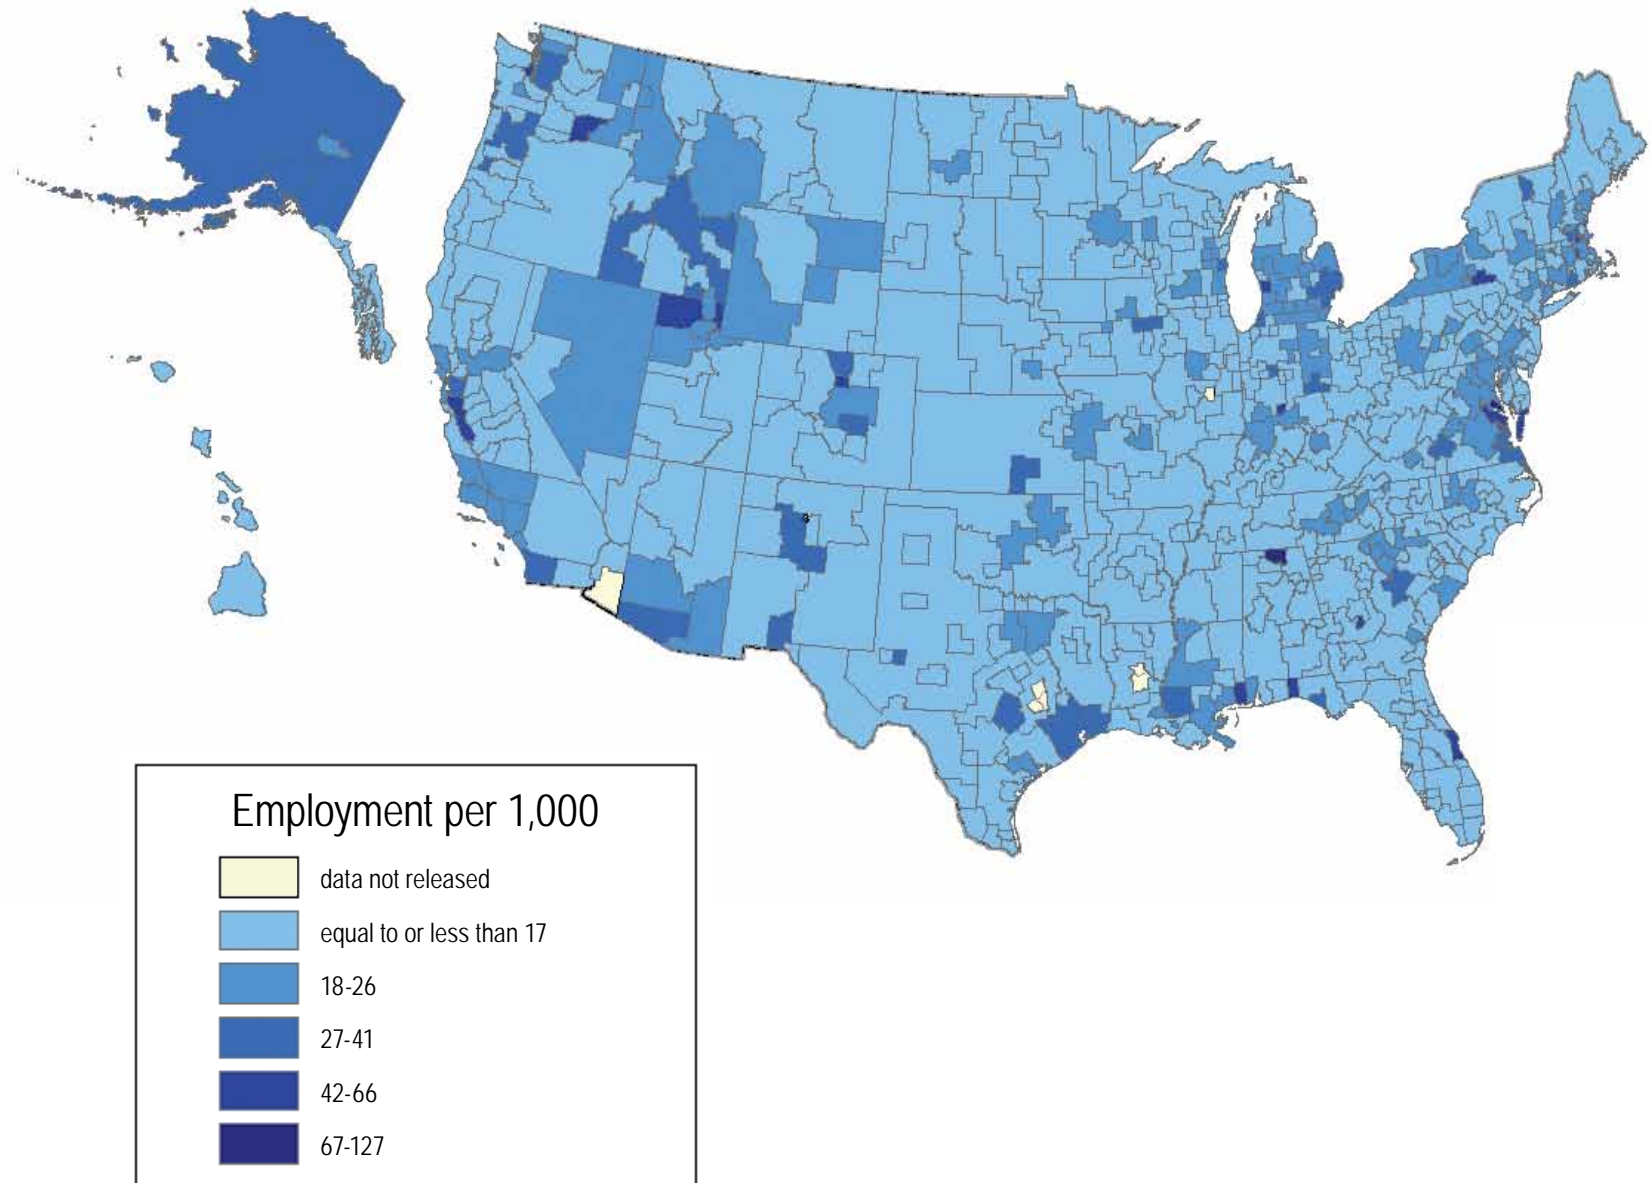 Employment per 1,000
data not released
equal to or less than 17
18-26
27-41
42-66
67-127